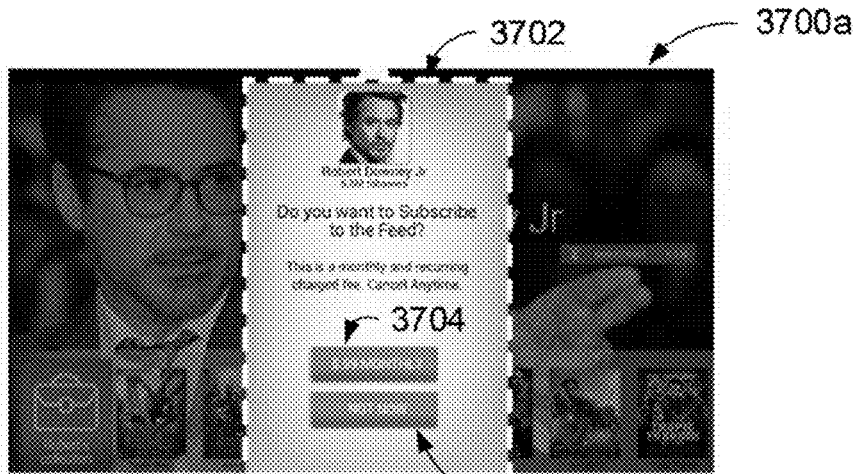 3702
3700a
Robert Downey Jr
Do you want to Subscribe
to the Feed?
Jr
This is a monthly and recurring
charged fee. Cancel Anytime.
3704